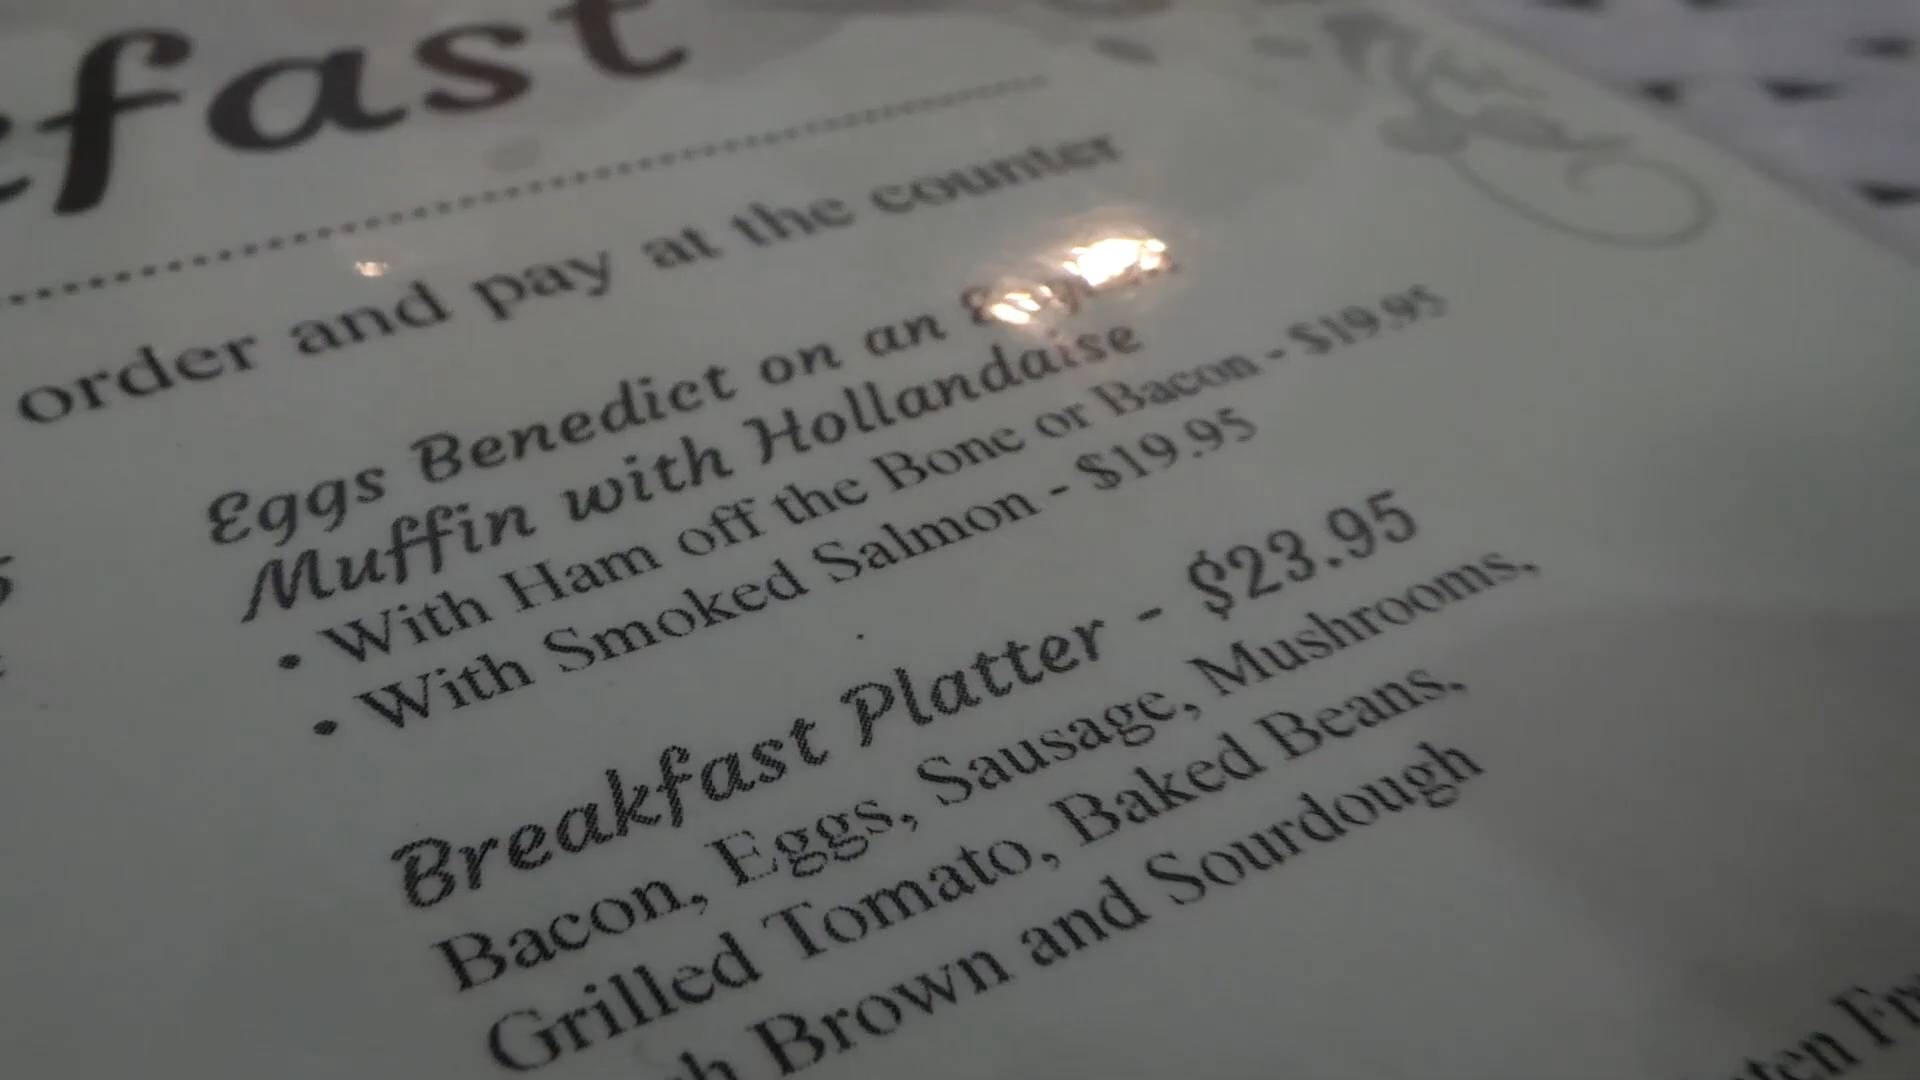 fast
order and pay at the counter
Eggs Benedict on an
Muffin with Hollandaise
• With Ham off the Bone or Bacon - $19.95
• With Smoked Salmon - $19.95
Breakfast Platter - $23.95
Bacon, Eggs, Sausage, Mushrooms,
Grilled Tomato, Baked Beans,
Brown and Sourdough